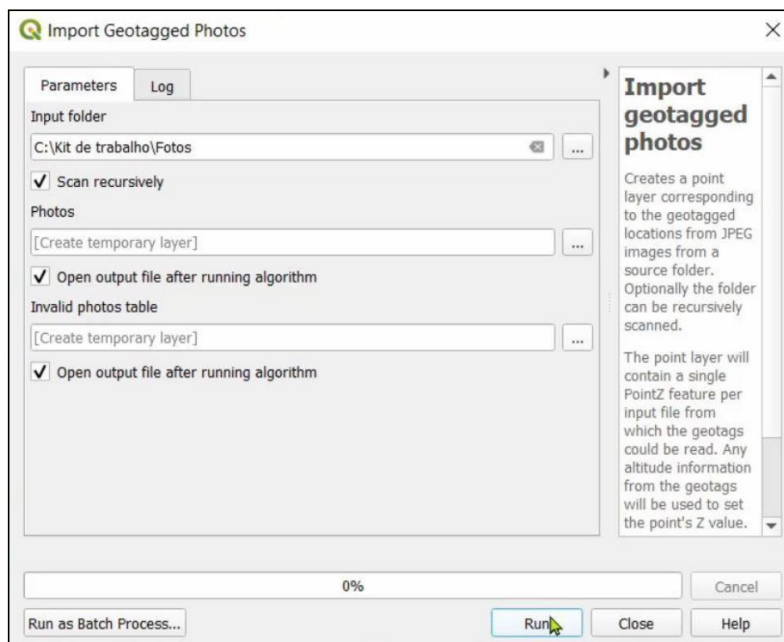 Import Geotagged Photos
Parameters
Log
Input folder
C:\Kit de trabalho\Fotos
...
Scan recursively
Photos
[Create temporary layer]
...
Open output file after running algorithm
Invalid photos table
[Create temporary layer]
...
Open output file after running algorithm
Import
geotagged
photos
Creates a point
layer corresponding
to the geotagged
locations from JPEG
images from a
source folder.
Optionally the folder
can be recursively
scanned.
The point layer will
contain a single
PointZ feature per
input file from
which the geotags
could be read. Any
altitude information
from the geotags
will be used to set
the point's Z value.
0%
Cancel
Run as Batch Process...
Run
Close
Help